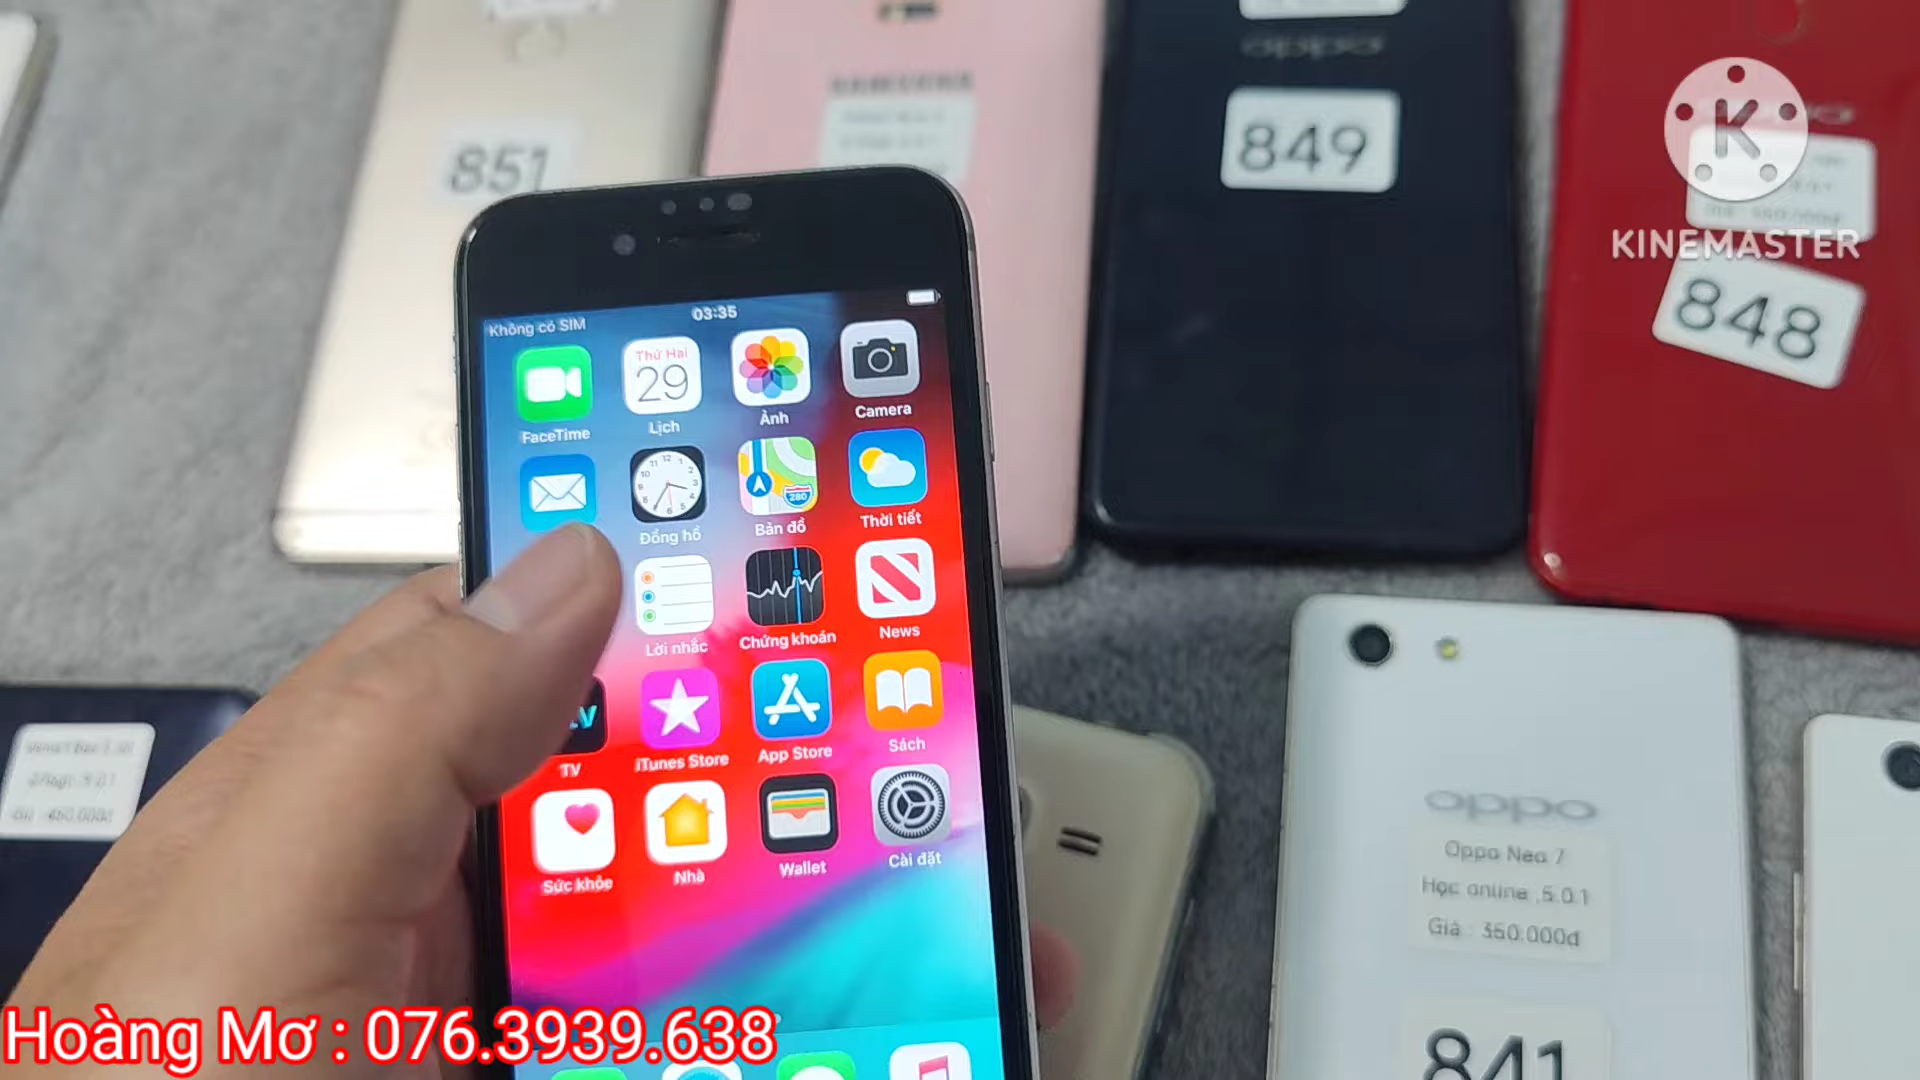 851
SAMSUNG
oppo
849
K
KINEMASTER
848
Không có SIM
03:35
Thứ Hai
29
FaceTime
Lịch
Ảnh
Camera
280
Đồng hồ
Bản đồ
Thời tiết
Lời nhắc
Chứng khoán
News
TV
iTunes Store
App Store
Sách
Sức khỏe
Nhà
Wallet
Cài đặt
oppo
Oppo Neo 7
Học online ,5.0.1
Giá : 350.000đ
841
Hoàng Mơ : 076.3939.638